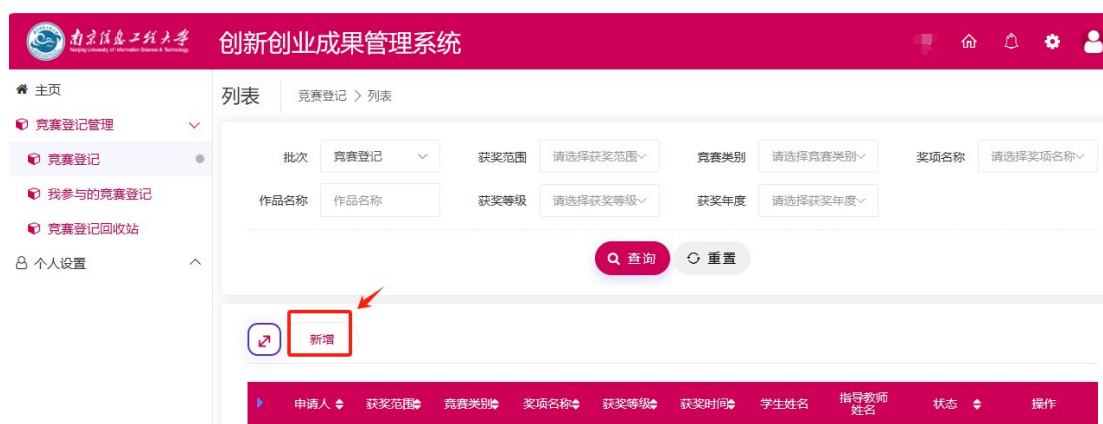 南京信息工程大学
Nanjing University of Information Science & Technology
创新创业成果管理系统
主页
竞赛登记管理
竞赛登记
我参与的竞赛登记
竞赛登记回收站
个人设置
列表
竞赛登记 > 列表
批次 竞赛登记 获奖范围 请选择获奖范围 竞赛类别 请选择竞赛类别 奖项名称 请选择奖项名称
作品名称 作品名称 获奖等级 请选择获奖等级 获奖年度 请选择获奖年度
查询 重置
新增
申请人 获奖范围 竞赛类别 奖项名称 获奖等级 获奖时间 学生姓名 指导教师姓名 状态 操作